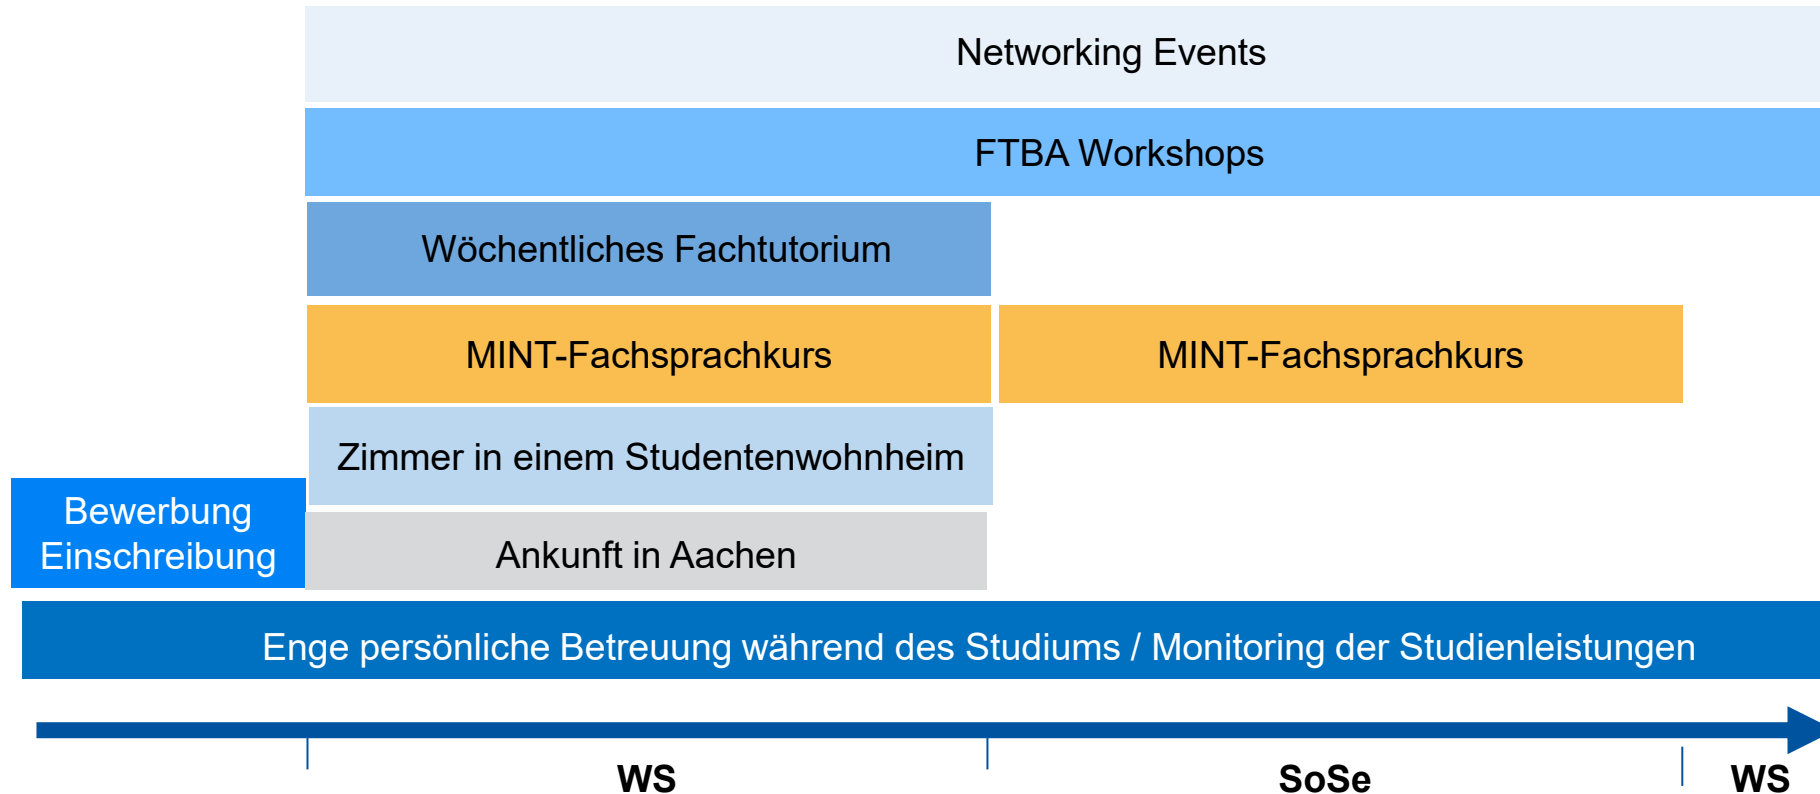 Networking Events
FTBA Workshops
Wöchentliches Fachtutorium
MINT-Fachsprachkurs
MINT-Fachsprachkurs
Zimmer in einem Studentenwohnheim
Bewerbung
Einschreibung
Ankunft in Aachen
Enge persönliche Betreuung während des Studiums / Monitoring der Studienleistungen
WS
SoSe
WS